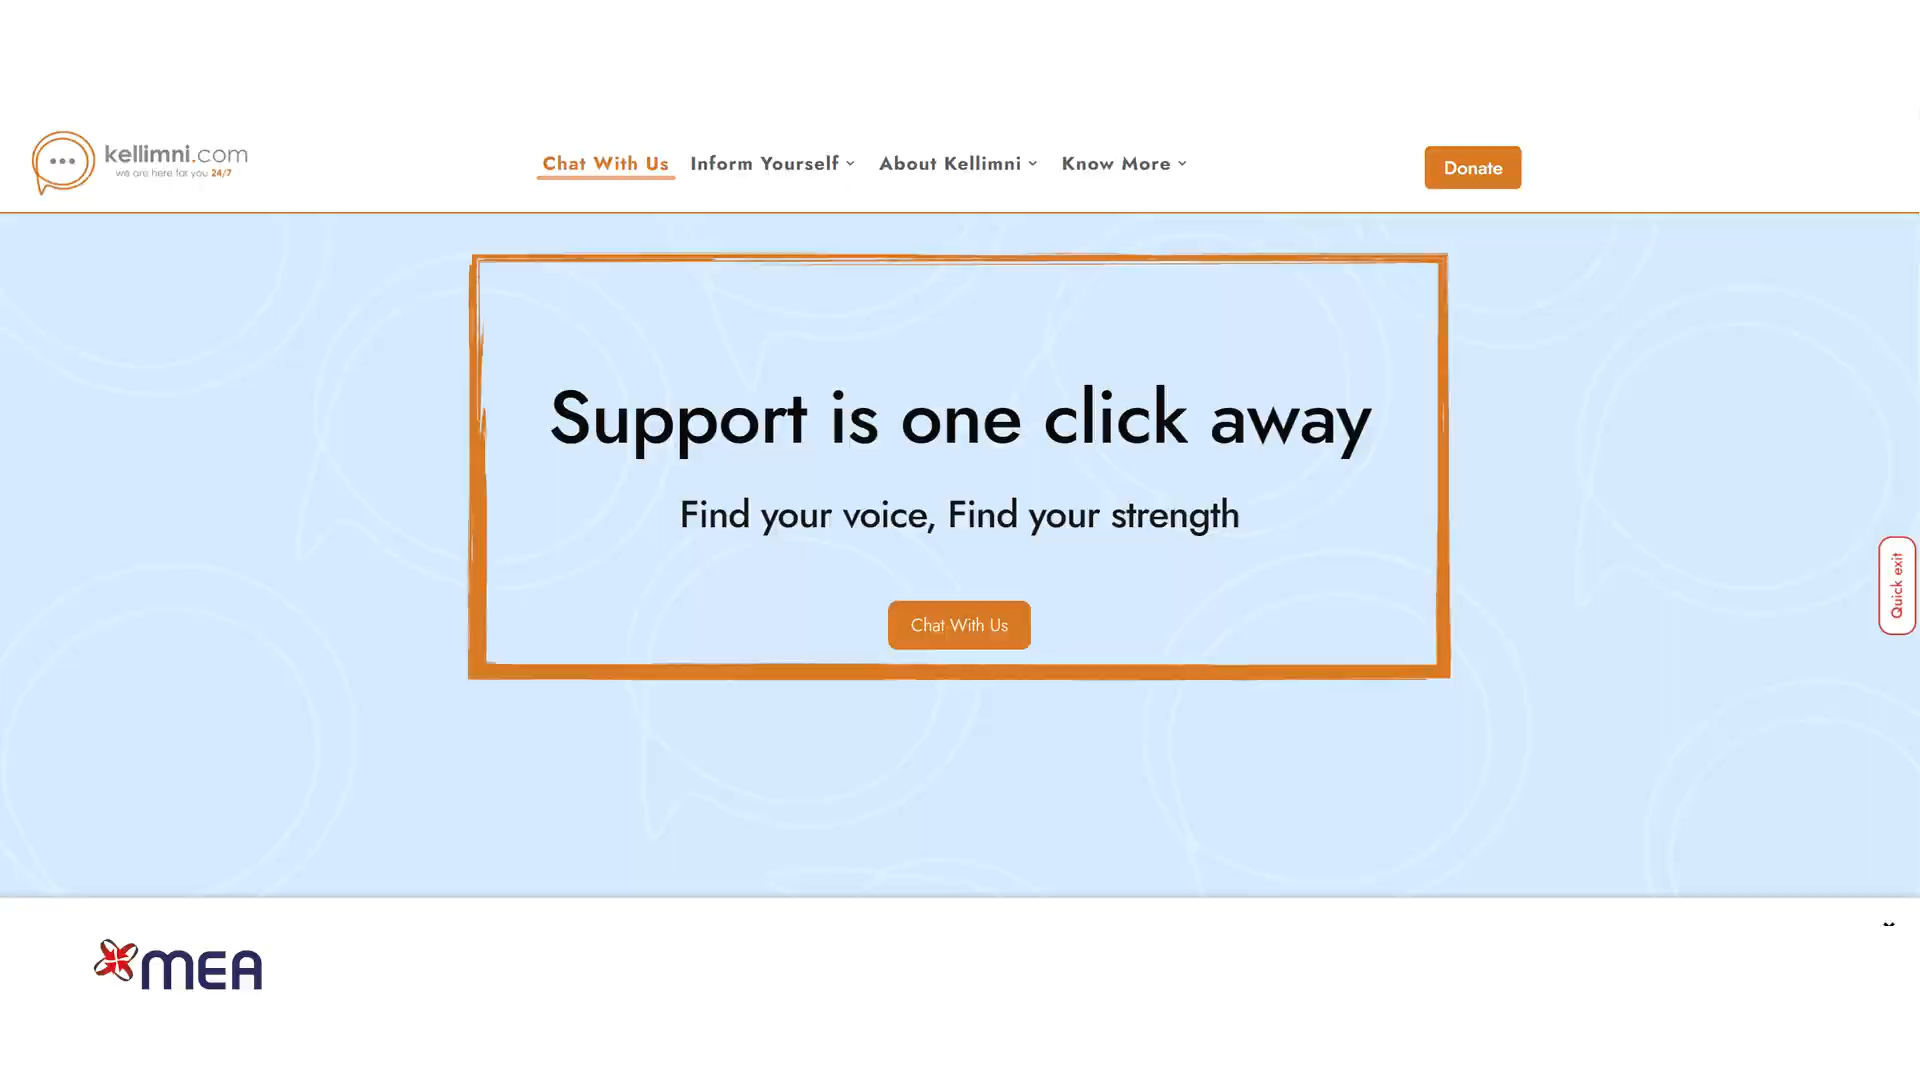 kellimni.com
we are here for you 24/7
Chat With Us
Inform Yourself
About Kellimni
Know More
Donate
Support is one click away
Find your voice, Find your strength
Chat With Us
Quick exit
MEA